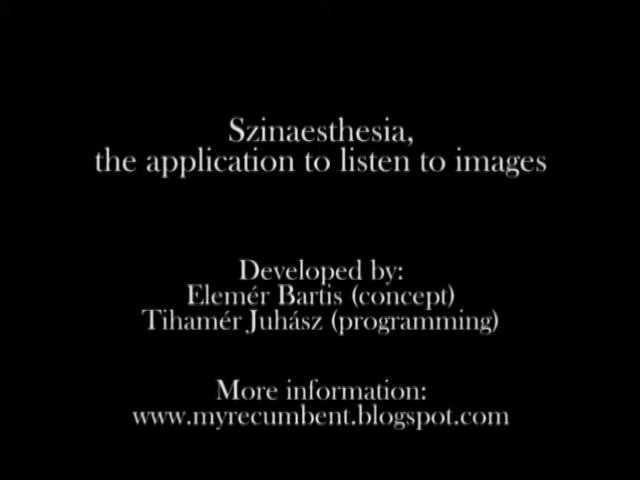 Szinaesthesia,
the application to listen to images
Developed by:
Elemér Bartis (concept)
Tihamér Juhász (programming)
More information:
www.myrecumbent.blogspot.com